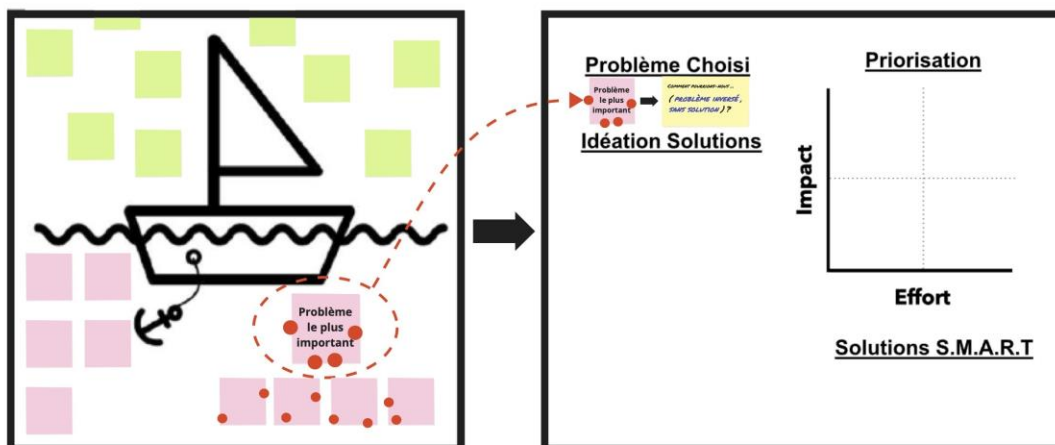 Problème
le plus
important
Problème Choisi
Problème
le plus
important
Comment pourrions-nous ...
( Problème inversé,
sans solution ) ?
Idéation Solutions
Priorisation
Impact
Effort
Solutions S.M.A.R.T